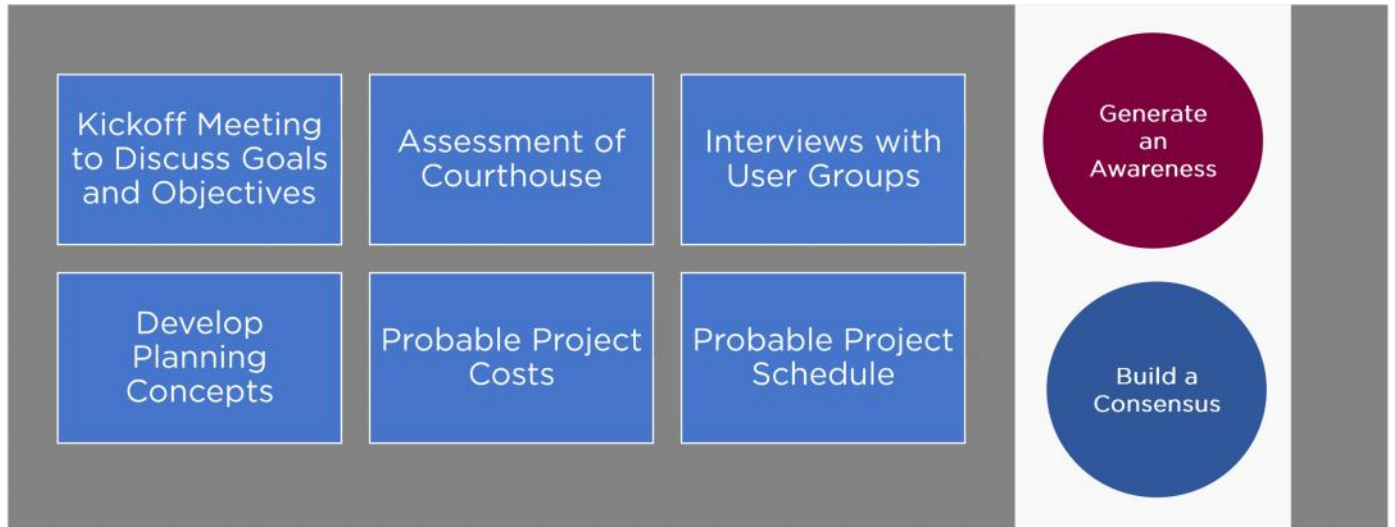 Kickoff Meeting
to Discuss Goals
and Objectives
Assessment of
Courthouse
Interviews with
User Groups
Develop
Planning
Concepts
Probable Project
Costs
Probable Project
Schedule
Generate
an
Awareness
Build a
Consensus